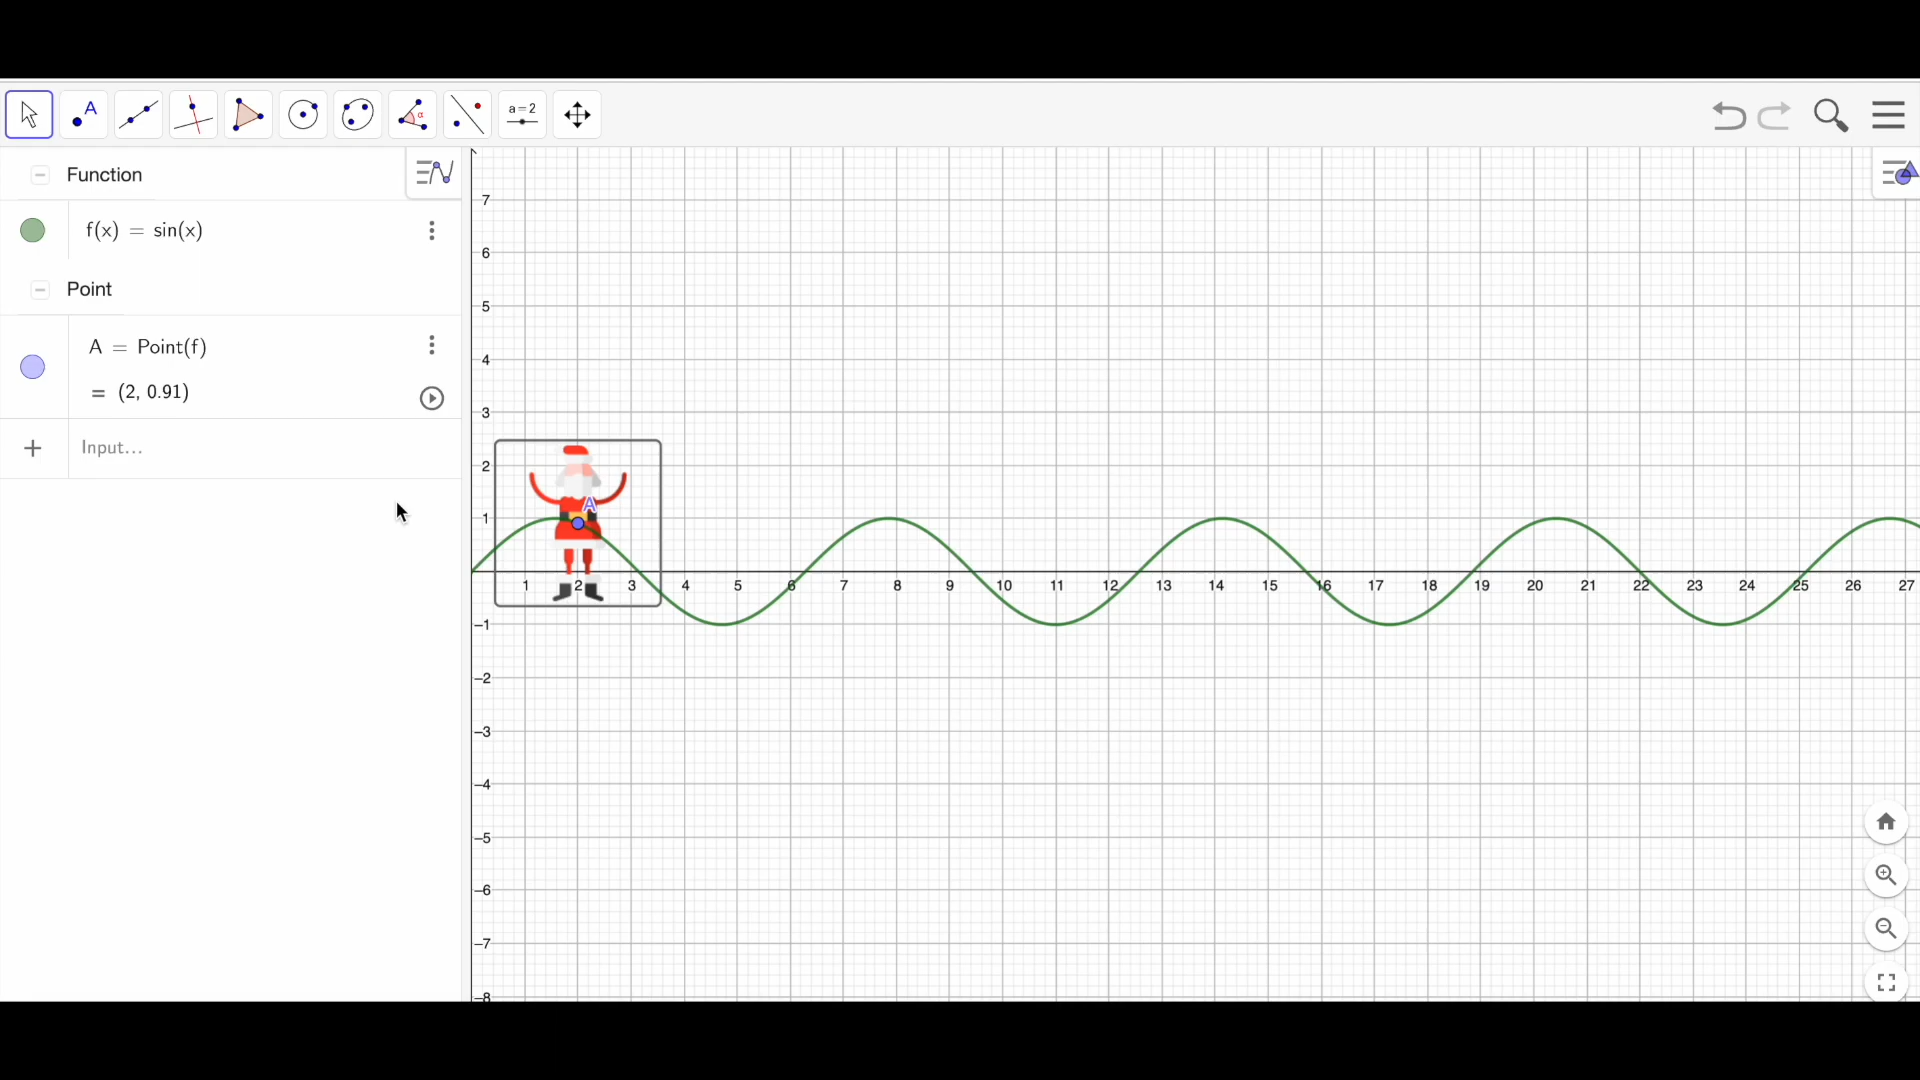 A
α
a=2
Function
f(x) = sin(x)
Point
A = Point(f)
= (2, 0.91)
Input...
7
6
5
4
3
2
1
A
1 2 3 4 5 6 7 8 9 10 11 12 13 14 15 16 17 18 19 20 21 22 23 24 25 26 27
-1
-2
-3
-4
-5
-6
-7
-8